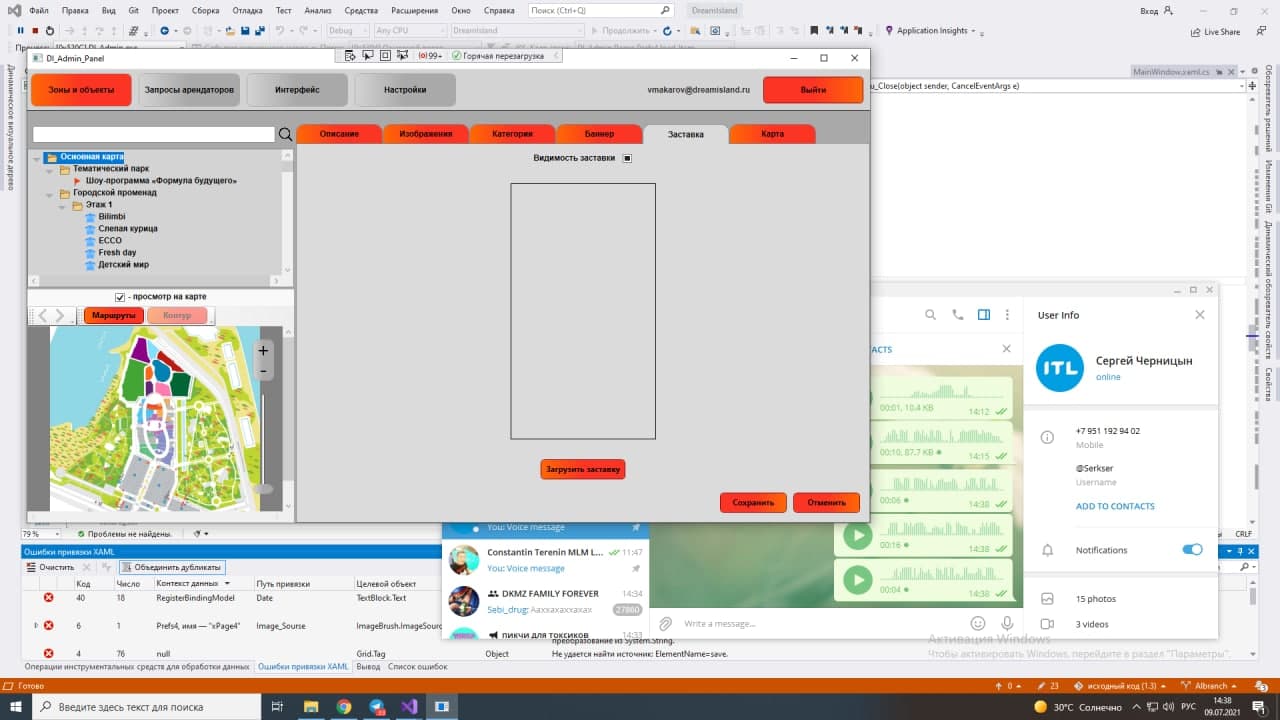 Файл Правка Вид Git Проект Сборка Отладка Тест Анализ Средства Расширения Окно Справка Поиск (Ctrl+Q) DreamIsland Вход
Debug Any CPU DreamIsland Продолжить Application Insights Live Share
DI_Admin_Panel 99+ Горячая перезагрузка
MainWindow.xaml.cs
u_Close(object sender, CancelEventArgs e)
Зоны и объекты Запросы арендаторов Интерфейс Настройки vmakarov@dreamisland.ru Выйти
Описание Изображения Категория Баннер Заставка Карта
Видимость заставки
Основная карта
Тематический парк
Шоу-программа «Формула будущего»
Городской променад
Этаж 1
Bilimbi
Слепая курица
ECCO
Fresh day
Детский мир
- просмотр на карте
Маршруты Контур
+
-
Загрузить заставку
Сохранить Отменить
Динамическое визуальное дерево
Обозреватель решений Изменения Git Динамический обозреватель свойств Свойства
ACTS
00:01, 10.4 KB 14:12
00:10, 87.7 KB 14:15
00:06 14:38
00:16 14:38
00:04 14:38
Write a message...
User Info
ITL
Сергей Черницын
online
+7 951 192 94 02
Mobile
@Serkser
Username
ADD TO CONTACTS
Notifications
15 photos
3 videos
You: Voice message
Constantin Terenin MLM L... 11:47
You: Voice message
DKMZ FAMILY FOREVER 14:34
Sebi_drug: Ааххахаххахах 27860
пикчи для токсиков 14:33
79 % Проблемы не найдены. CRLF
Ошибки привязки XAML
Очистить Объединить дубликаты
Код Число Контекст данных Путь привязки Целевой объект
40 18 RegisterBindingModel Date TextBlock.Text
6 1 Prefs4, имя — "xPage4" Image_Source ImageBrush.ImageSourc
преобразование из System.String.
4 76 null Grid.Tag Object Не удается найти источник: ElementName=save.
Активация Windows
Чтобы активировать Windows, перейдите в раздел "Параметры".
Операции инструментальных средств для обработки данных Ошибки привязки XAML Вывод Список ошибок
Готово 0 23 исходный код (1.3) Albranch 3
Введите здесь текст для поиска 30°C Солнечно РУС 14:38
09.07.2021